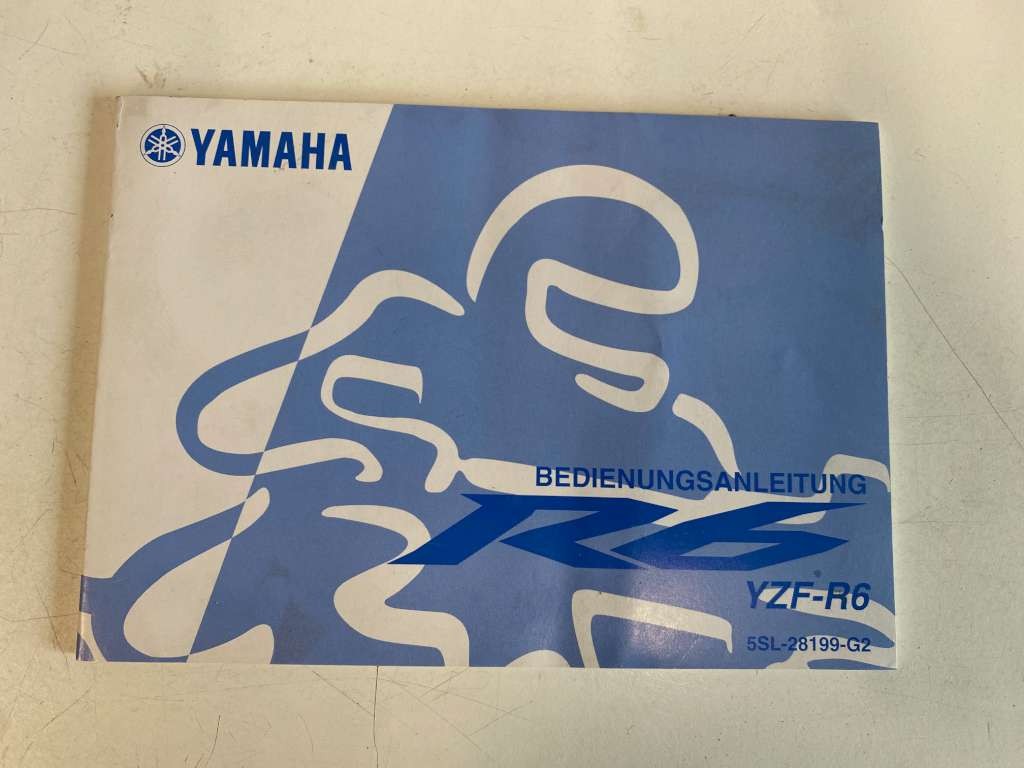 YAMAHA
BEDIENUNGSANLEITUNG
R6
YZF-R6
5SL-28199-G2